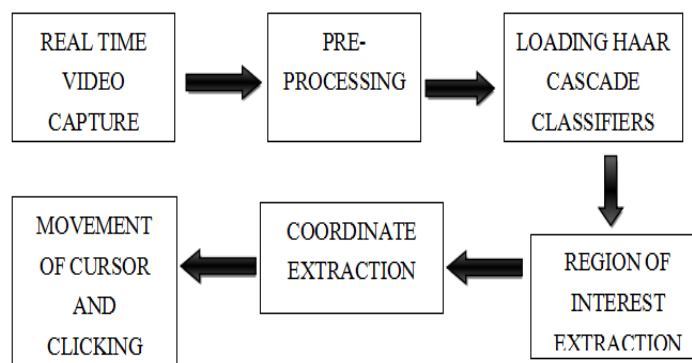 REAL TIME
VIDEO
CAPTURE
PRE-
PROCESSING
LOADING HAAR
CASCADE
CLASSIFIERS
REGION OF
INTEREST
EXTRACTION
COORDINATE
EXTRACTION
MOVEMENT
OF CURSOR
AND
CLICKING